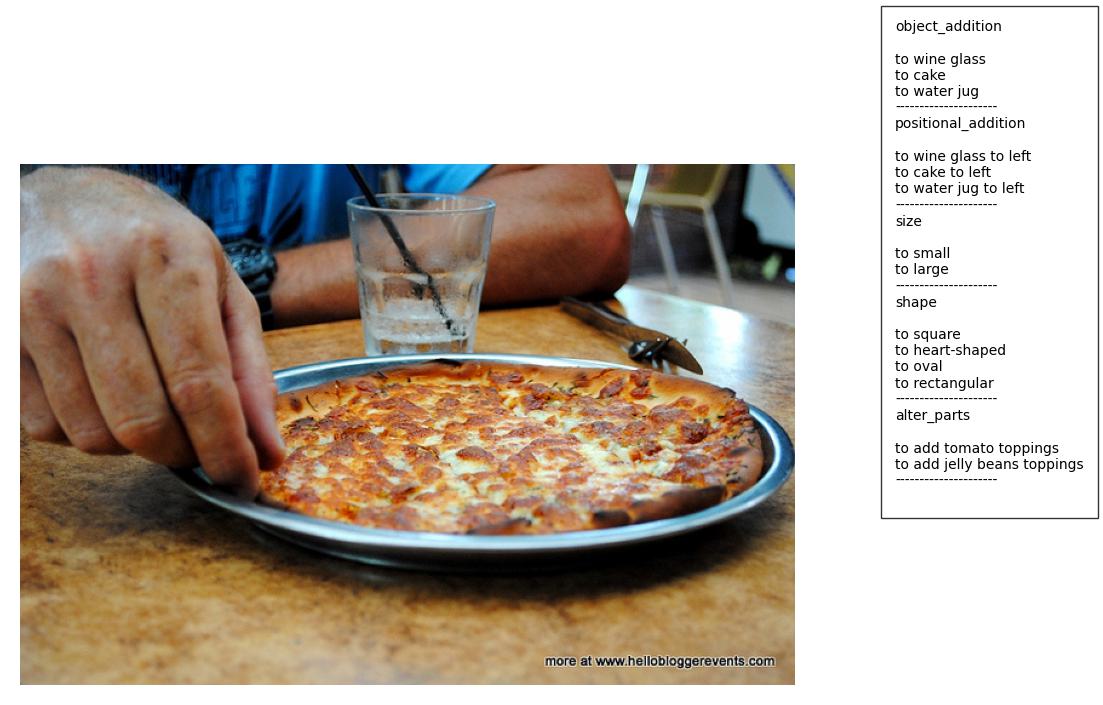 object_addition
to wine glass
to cake
to water jug
---------------------
positional_addition
to wine glass to left
to cake to left
to water jug to left
---------------------
size
to small
to large
---------------------
shape
to square
to heart-shaped
to oval
to rectangular
---------------------
alter_parts
to add tomato toppings
to add jelly beans toppings
---------------------
more at www.hellobloggerevents.com